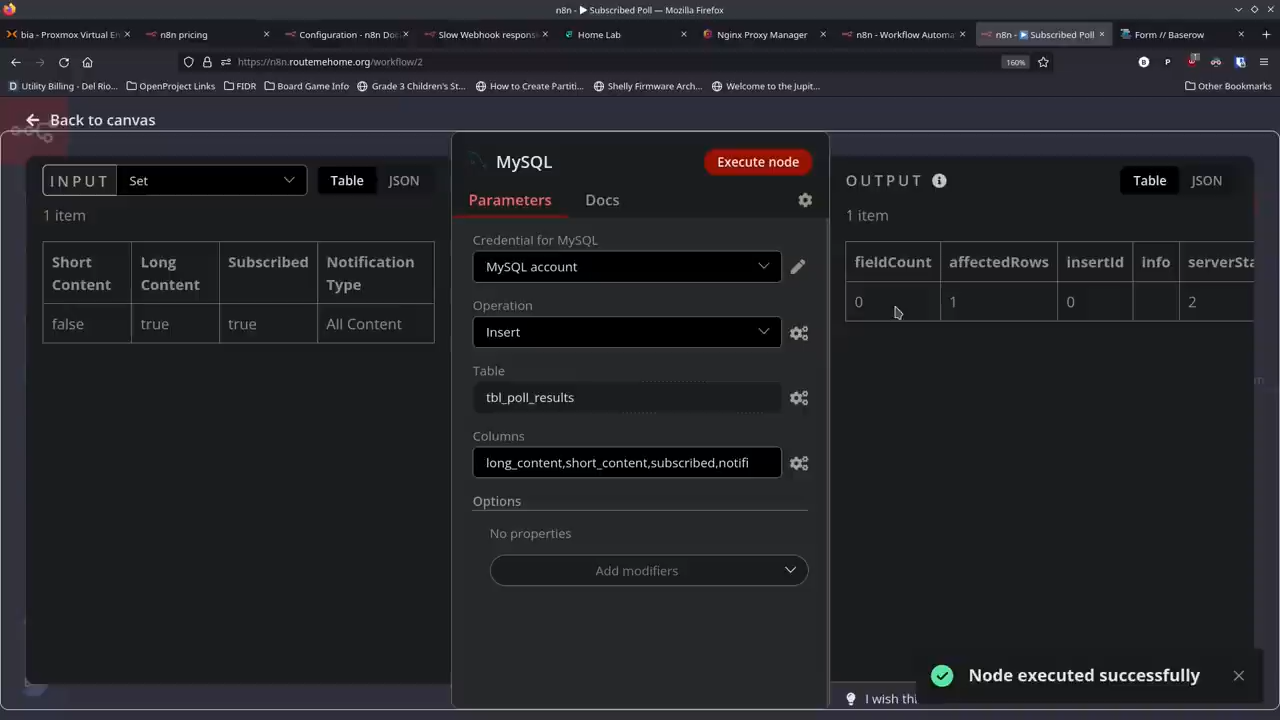 n8n - ▶ Subscribed Poll — Mozilla Firefox
bia - Proxmox Virtual En
n8n pricing
Configuration - n8n Doc
Slow Webhook respons
Home Lab
Nginx Proxy Manager
n8n - Workflow Automa
n8n - ▶ Subscribed Poll
Form // Baserow
https://n8n.routemehome.org/workflow/2
160%
Utility Billing - Del Rio...
OpenProject Links
FIDR
Board Game Info
Grade 3 Children's St...
How to Create Partiti...
Shelly Firmware Arch...
Welcome to the Jupit...
Other Bookmarks
Back to canvas
INPUT
Set
Table
JSON
1 item
Short Content
Long Content
Subscribed
Notification Type
false
true
true
All Content
MySQL
Execute node
Parameters
Docs
Credential for MySQL
MySQL account
Operation
Insert
Table
tbl_poll_results
Columns
long_content,short_content,subscribed,notifi
Options
No properties
Add modifiers
OUTPUT
Table
JSON
1 item
fieldCount
affectedRows
insertId
info
serverSta
0
1
0
2
I wish thi
Node executed successfully